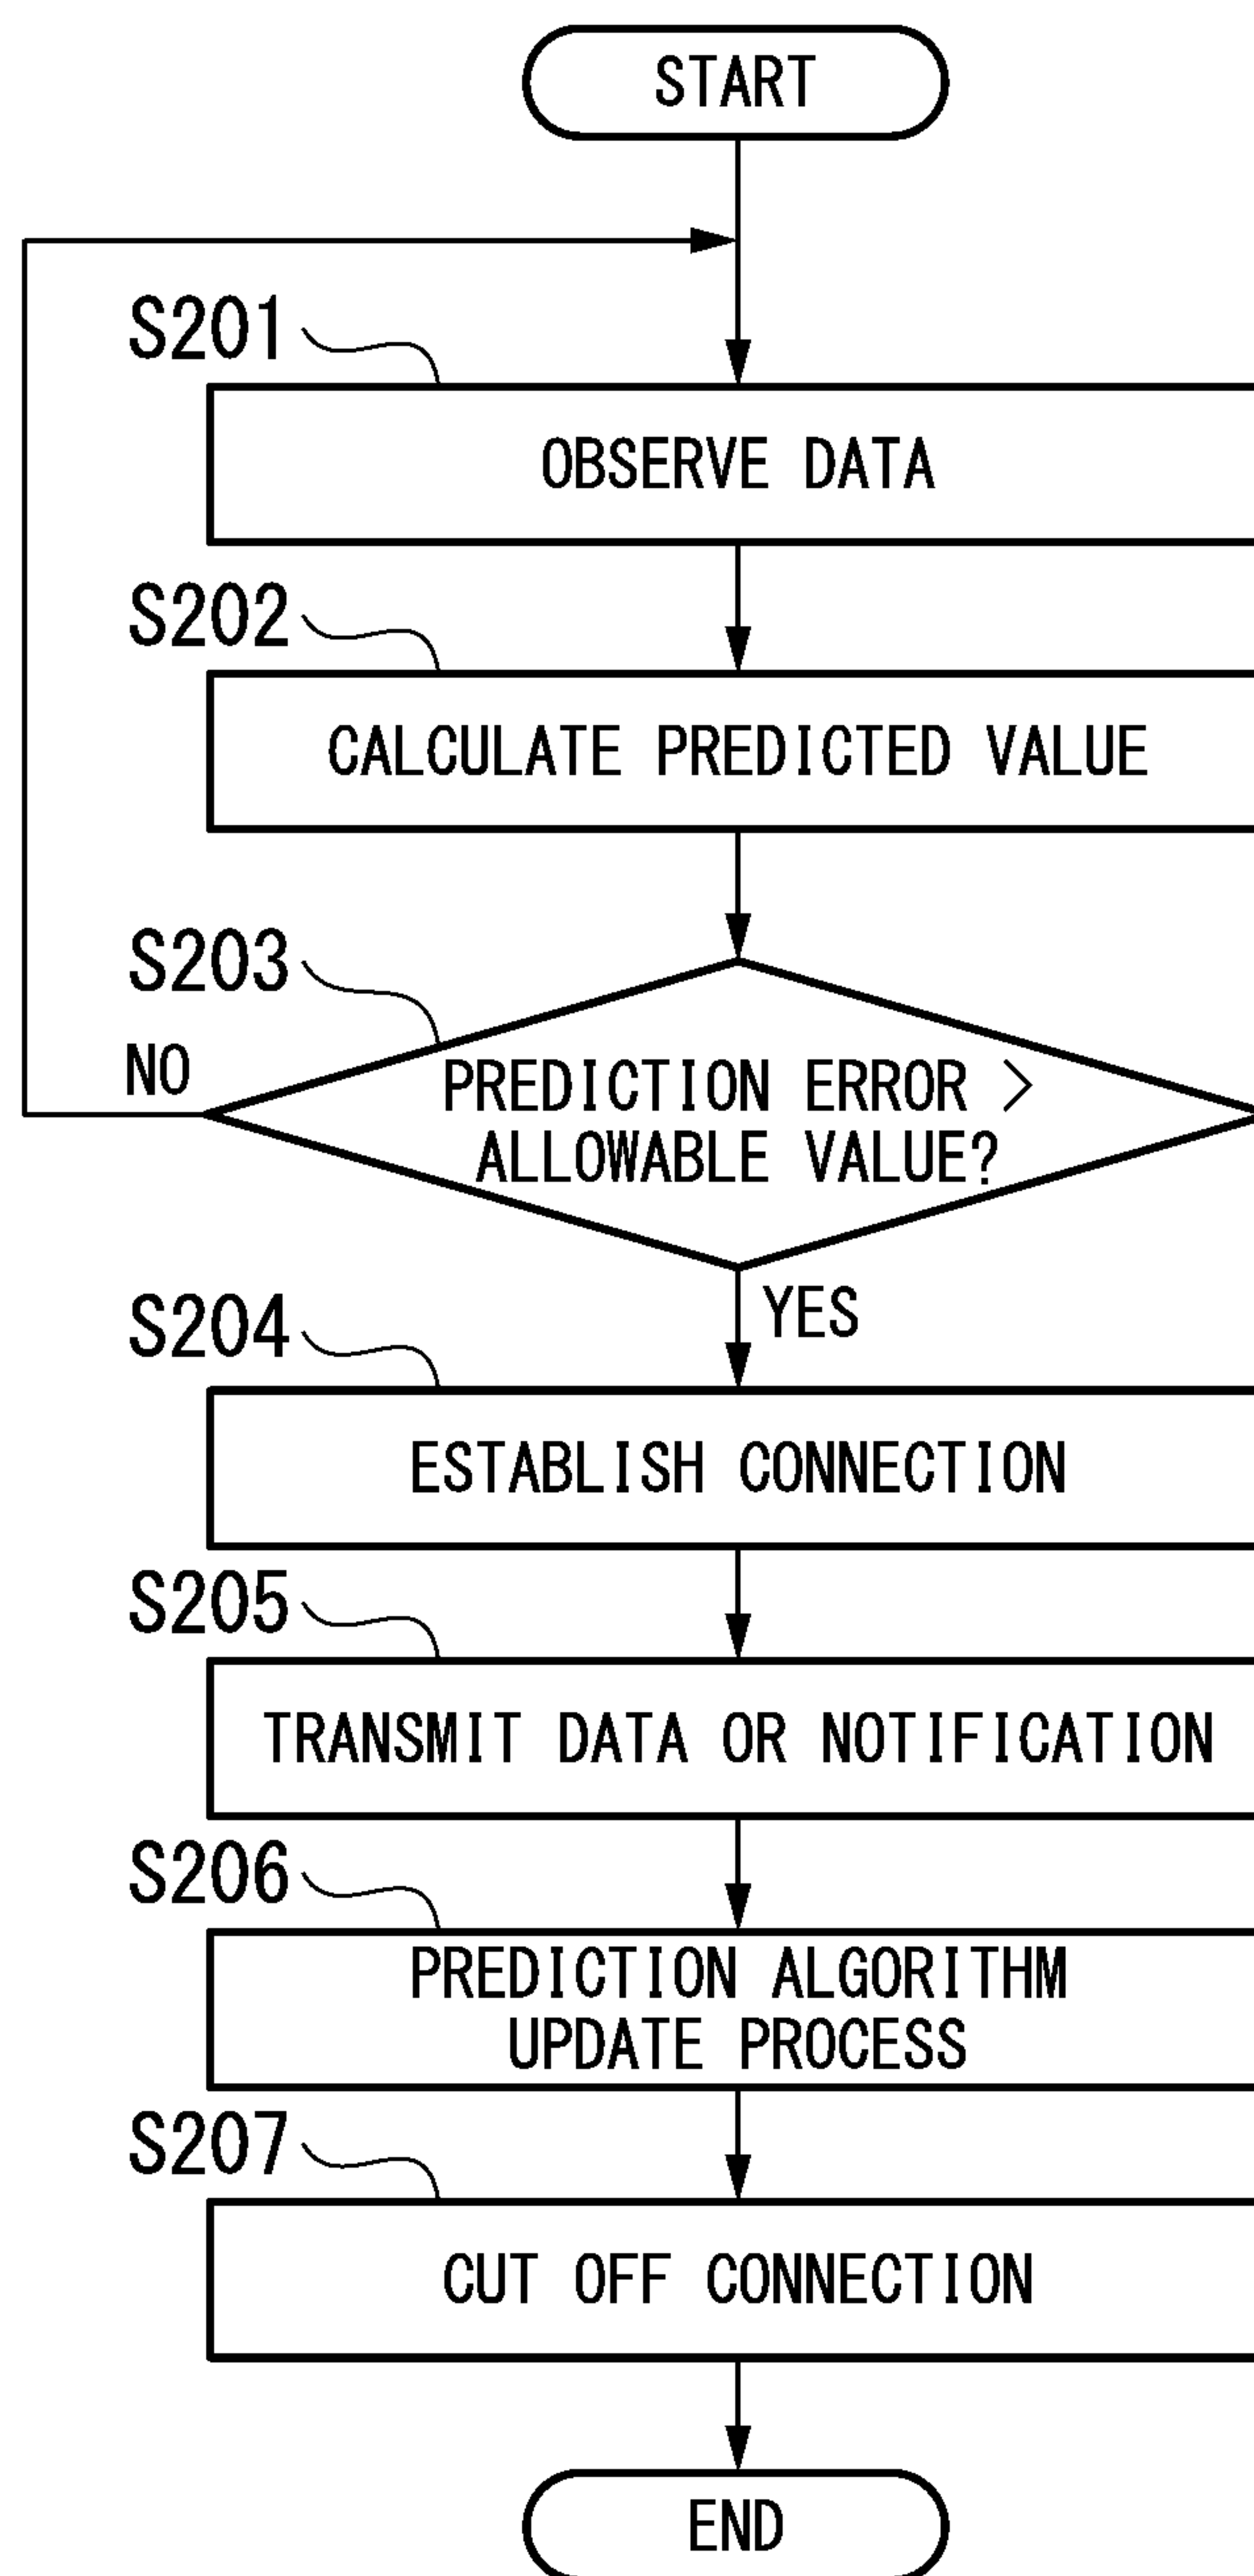 START
S201
OBSERVE DATA
S202
CALCULATE PREDICTED VALUE
S203
NO
PREDICTION ERROR >
ALLOWABLE VALUE?
YES
S204
ESTABLISH CONNECTION
S205
TRANSMIT DATA OR NOTIFICATION
S206
PREDICTION ALGORITHM
UPDATE PROCESS
S207
CUT OFF CONNECTION
END